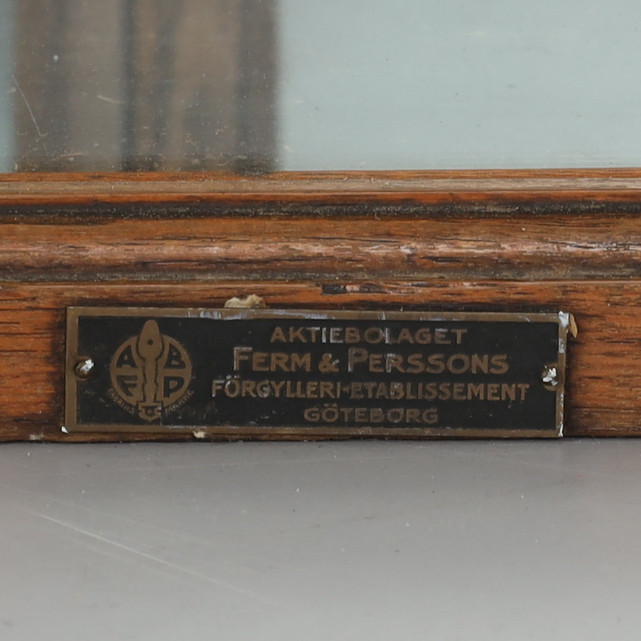 AKTIEBOLAGET
FERM & PERSSONS
FÖRGYLLERI-ETABLISSEMENT
GÖTEBORG